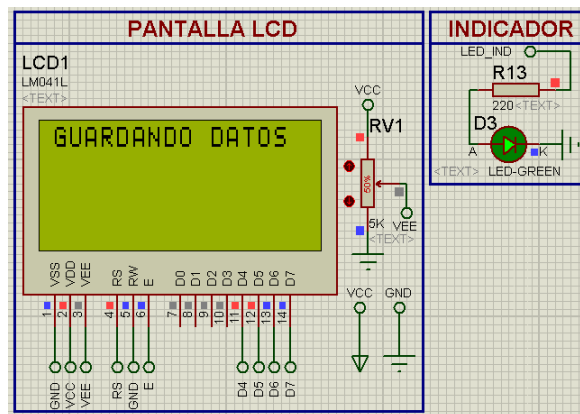 PANTALLA LCD
LCD1
LM041L
<TEXT>
GUARDANDO DATOS
VSS
VDD
VEE
RS
RW
E
D0
D1
D2
D3
D4
D5
D6
D7
1
2
3
4
5
6
7
8
9
10
11
12
13
14
GND
VCC
VEE
RS
GND
E
D4
D5
D6
D7
VCC
RV1
50%
5K
<TEXT>
VEE
VCC
GND
INDICADOR
LED_IND
R13
220
<TEXT>
D3
A
K
<TEXT>
LED-GREEN